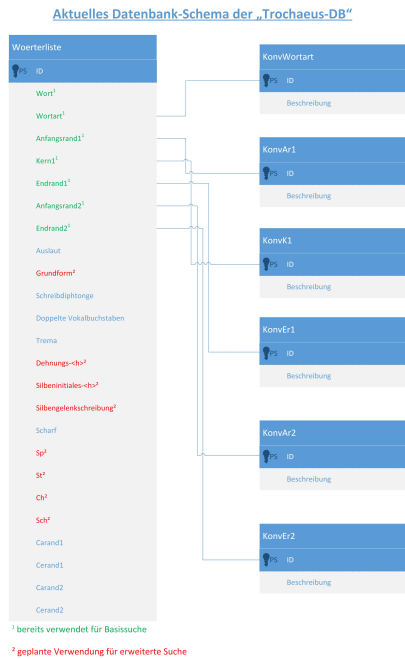 Aktuelles Datenbank-Schema der „Trochaeus-DB“
Woerterliste
PS ID
Wort¹
Wortart¹
Anfangsrand1¹
Kern1¹
Endrand1¹
Anfangsrand2¹
Endrand2¹
Auslaut
Grundform²
Schreibdiphtonge
Doppelte Vokalbuchstaben
Trema
Dehnungs-<h>²
Silbeninitiales-<h>²
Silbengelenkschreibung²
Scharf
Sp²
St²
Ch²
Sch²
Carand1
Cerand1
Carand2
Cerand2
KonvWortart
PS ID
Beschreibung
KonvAr1
PS ID
Beschreibung
KonvK1
PS ID
Beschreibung
KonvEr1
PS ID
Beschreibung
KonvAr2
PS ID
Beschreibung
KonvEr2
PS ID
Beschreibung
¹ bereits verwendet für Basissuche
² geplante Verwendung für erweiterte Suche